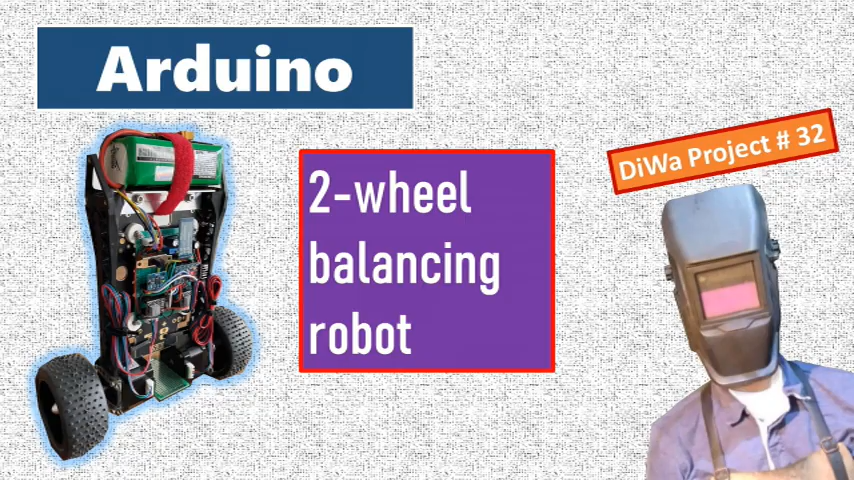 Arduino
DiWa Project # 32
2-wheel
balancing
robot